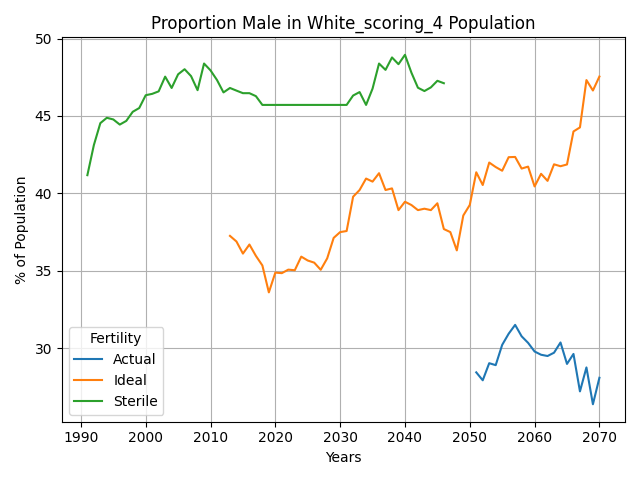 Proportion Male in White_scoring_4 Population
% of Population
50
45
40
35
30
Fertility
Actual
Ideal
Sterile
1990 2000 2010 2020 2030 2040 2050 2060 2070
Years